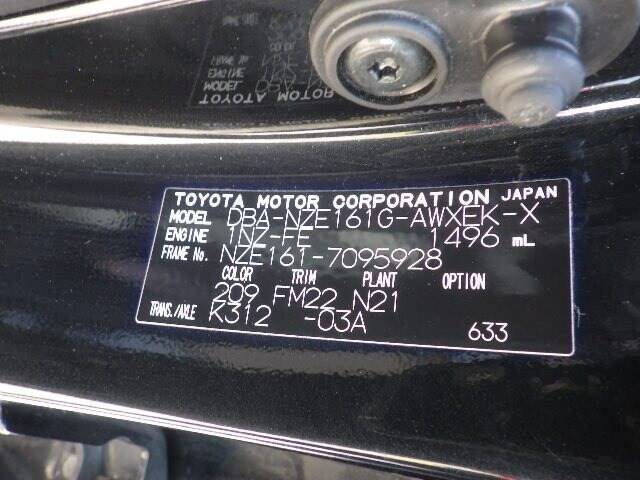 TOYOTA MOTOR CORPORATION JAPAN
MODEL DBA-NZE161G-AWXEK-X
ENGINE 1NZ-FE 1496 mL
FRAME No. NZE161-7095928
COLOR TRIM PLANT OPTION
209 FM22 N21
TRANS./AXLE K312 -03A
633